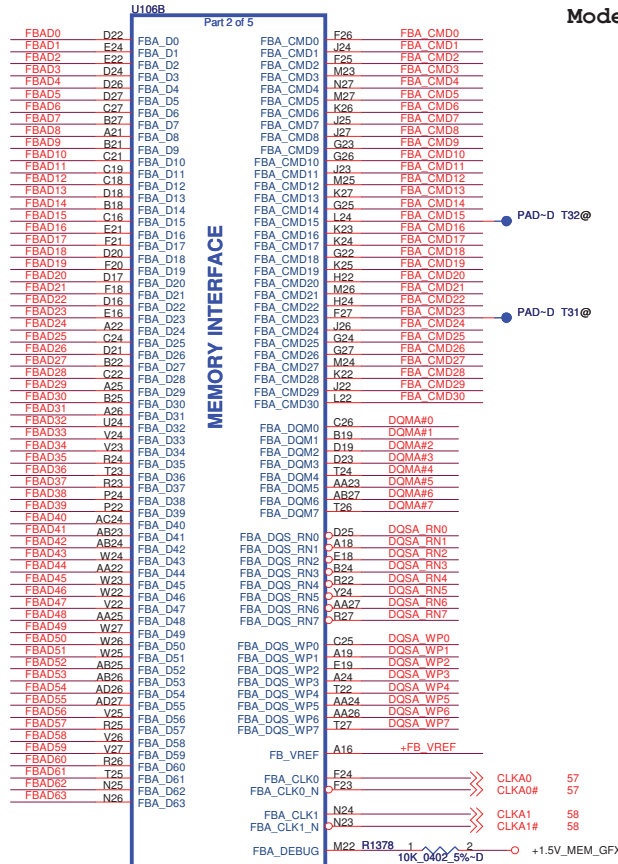 Mode
U106B
Part 2 of 5
FBAD0 D22 FBA_D0
FBAD1 E24 FBA_D1
FBAD2 E22 FBA_D2
FBAD3 D24 FBA_D3
FBAD4 D26 FBA_D4
FBAD5 D27 FBA_D5
FBAD6 C27 FBA_D6
FBAD7 B27 FBA_D7
FBAD8 A21 FBA_D8
FBAD9 B21 FBA_D9
FBAD10 C21 FBA_D10
FBAD11 C19 FBA_D11
FBAD12 C18 FBA_D12
FBAD13 D18 FBA_D13
FBAD14 B18 FBA_D14
FBAD15 C16 FBA_D15
FBAD16 E21 FBA_D16
FBAD17 F21 FBA_D17
FBAD18 D20 FBA_D18
FBAD19 F20 FBA_D19
FBAD20 D17 FBA_D20
FBAD21 F18 FBA_D21
FBAD22 D16 FBA_D22
FBAD23 E16 FBA_D23
FBAD24 A22 FBA_D24
FBAD25 C24 FBA_D25
FBAD26 D21 FBA_D26
FBAD27 B22 FBA_D27
FBAD28 C22 FBA_D28
FBAD29 A25 FBA_D29
FBAD30 B25 FBA_D30
FBAD31 A26 FBA_D31
FBAD32 U24 FBA_D32
FBAD33 V24 FBA_D33
FBAD34 V23 FBA_D34
FBAD35 R24 FBA_D35
FBAD36 T23 FBA_D36
FBAD37 R23 FBA_D37
FBAD38 P24 FBA_D38
FBAD39 P22 FBA_D39
FBAD40 AC24 FBA_D40
FBAD41 AB23 FBA_D41
FBAD42 AB24 FBA_D42
FBAD43 W24 FBA_D43
FBAD44 AA22 FBA_D44
FBAD45 W23 FBA_D45
FBAD46 W22 FBA_D46
FBAD47 V22 FBA_D47
FBAD48 AA25 FBA_D48
FBAD49 W27 FBA_D49
FBAD50 W26 FBA_D50
FBAD51 W25 FBA_D51
FBAD52 AB25 FBA_D52
FBAD53 AB26 FBA_D53
FBAD54 AD26 FBA_D54
FBAD55 AD27 FBA_D55
FBAD56 V25 FBA_D56
FBAD57 R25 FBA_D57
FBAD58 V26 FBA_D58
FBAD59 V27 FBA_D59
FBAD60 R26 FBA_D60
FBAD61 T25 FBA_D61
FBAD62 N25 FBA_D62
FBAD63 N26 FBA_D63
MEMORY INTERFACE
FBA_CMD0 F26 FBA_CMD0
FBA_CMD1 J24 FBA_CMD1
FBA_CMD2 F25 FBA_CMD2
FBA_CMD3 M23 FBA_CMD3
FBA_CMD4 N27 FBA_CMD4
FBA_CMD5 M27 FBA_CMD5
FBA_CMD6 K26 FBA_CMD6
FBA_CMD7 J25 FBA_CMD7
FBA_CMD8 J27 FBA_CMD8
FBA_CMD9 G23 FBA_CMD9
FBA_CMD10 G26 FBA_CMD10
FBA_CMD11 J23 FBA_CMD11
FBA_CMD12 M25 FBA_CMD12
FBA_CMD13 K27 FBA_CMD13
FBA_CMD14 G25 FBA_CMD14
FBA_CMD15 L24 FBA_CMD15 PAD~D T32@
FBA_CMD16 K23 FBA_CMD16
FBA_CMD17 K24 FBA_CMD17
FBA_CMD18 G22 FBA_CMD18
FBA_CMD19 K25 FBA_CMD19
FBA_CMD20 H22 FBA_CMD20
FBA_CMD21 M26 FBA_CMD21
FBA_CMD22 H24 FBA_CMD22
FBA_CMD23 F27 FBA_CMD23 PAD~D T31@
FBA_CMD24 J26 FBA_CMD24
FBA_CMD25 G24 FBA_CMD25
FBA_CMD26 G27 FBA_CMD26
FBA_CMD27 M24 FBA_CMD27
FBA_CMD28 K22 FBA_CMD28
FBA_CMD29 J22 FBA_CMD29
FBA_CMD30 L22 FBA_CMD30
FBA_DQM0 C26 DQMA#0
FBA_DQM1 B19 DQMA#1
FBA_DQM2 D19 DQMA#2
FBA_DQM3 D23 DQMA#3
FBA_DQM4 T24 DQMA#4
FBA_DQM5 AA23 DQMA#5
FBA_DQM6 AB27 DQMA#6
FBA_DQM7 T26 DQMA#7
FBA_DQS_RN0 D25 DQSA_RN0
FBA_DQS_RN1 A18 DQSA_RN1
FBA_DQS_RN2 E18 DQSA_RN2
FBA_DQS_RN3 B24 DQSA_RN3
FBA_DQS_RN4 R22 DQSA_RN4
FBA_DQS_RN5 Y24 DQSA_RN5
FBA_DQS_RN6 AA27 DQSA_RN6
FBA_DQS_RN7 R27 DQSA_RN7
FBA_DQS_WP0 C25 DQSA_WP0
FBA_DQS_WP1 A19 DQSA_WP1
FBA_DQS_WP2 E19 DQSA_WP2
FBA_DQS_WP3 A24 DQSA_WP3
FBA_DQS_WP4 T22 DQSA_WP4
FBA_DQS_WP5 AA24 DQSA_WP5
FBA_DQS_WP6 AA26 DQSA_WP6
FBA_DQS_WP7 T27 DQSA_WP7
FB_VREF A16 +FB_VREF
FBA_CLK0 F24 CLKA0 57
FBA_CLK0_N F23 CLKA0# 57
FBA_CLK1 N24 CLKA1 58
FBA_CLK1_N N23 CLKA1# 58
FBA_DEBUG M22 R1378 1 2 +1.5V_MEM_GFX
10K_0402_5%~D